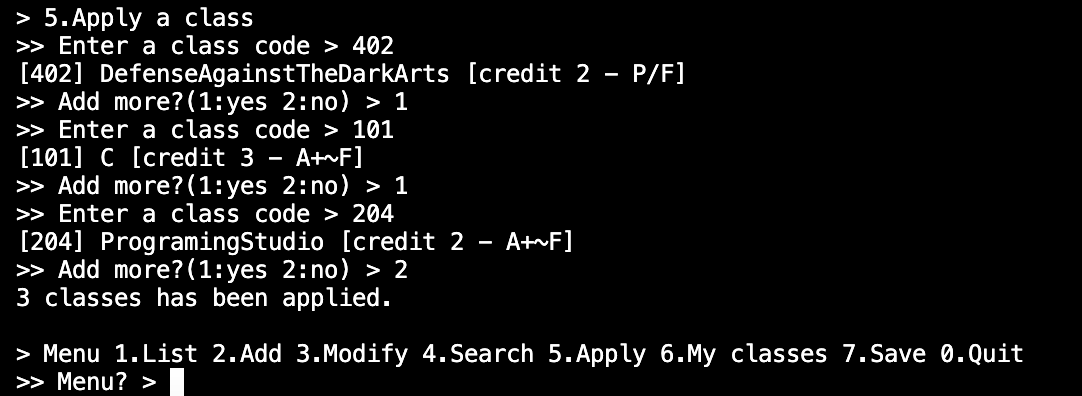 > 5.Apply a class
>> Enter a class code > 402
[402] DefenseAgainstTheDarkArts [credit 2 - P/F]
>> Add more?(1:yes 2:no) > 1
>> Enter a class code > 101
[101] C [credit 3 - A+~F]
>> Add more?(1:yes 2:no) > 1
>> Enter a class code > 204
[204] ProgramingStudio [credit 2 - A+~F]
>> Add more?(1:yes 2:no) > 2
3 classes has been applied.

> Menu 1.List 2.Add 3.Modify 4.Search 5.Apply 6.My classes 7.Save 0.Quit
>> Menu? >